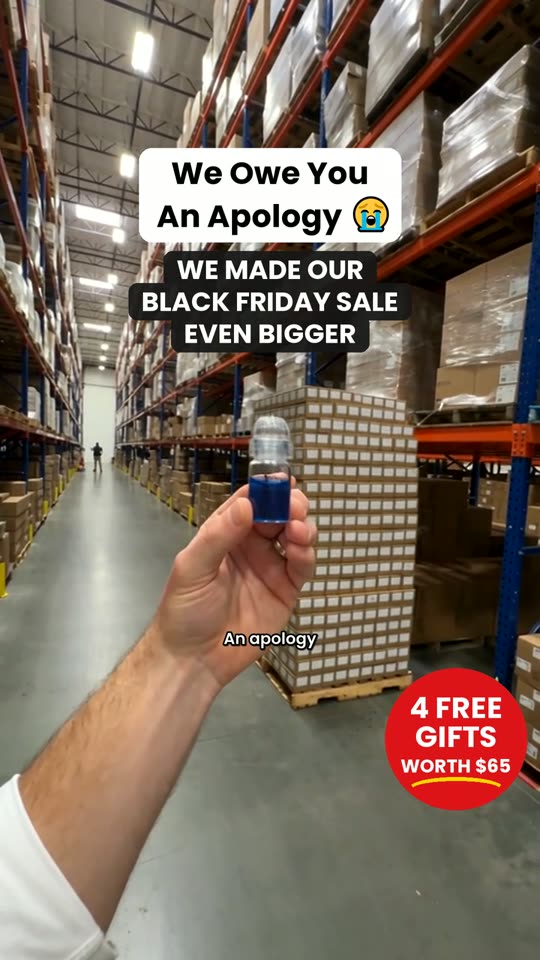 We Owe You
An Apology 😭
WE MADE OUR
BLACK FRIDAY SALE
EVEN BIGGER
An apology
4 FREE
GIFTS
WORTH $65